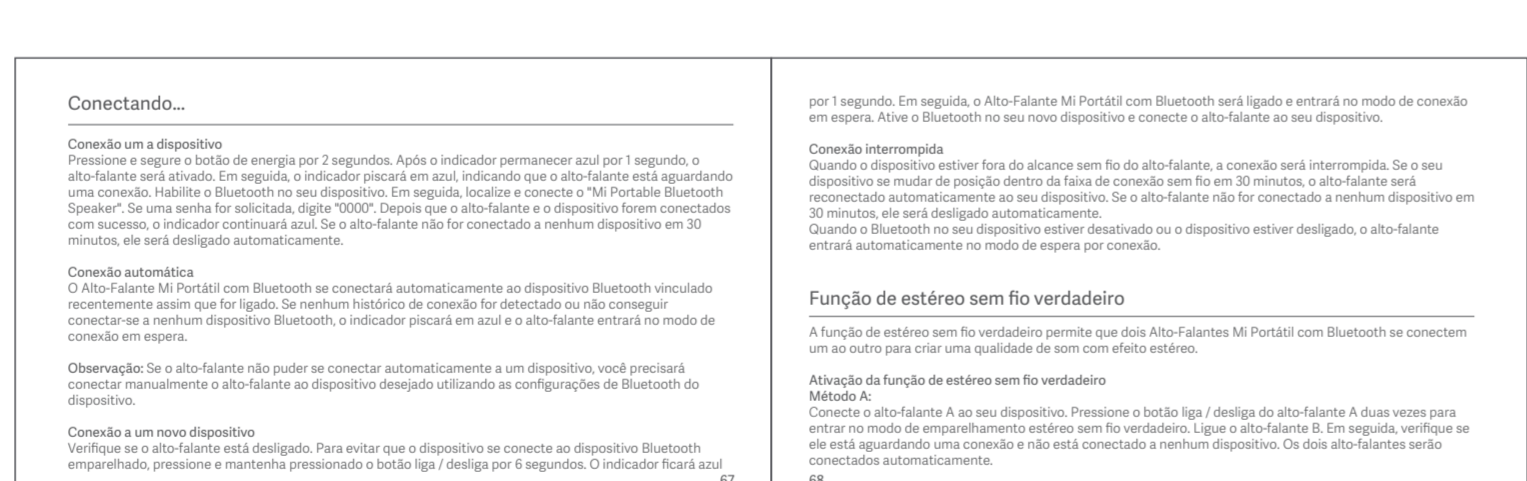 Conectando...
Conexão um a dispositivo
Pressione e segure o botão de energia por 2 segundos. Após o indicador permanecer azul por 1 segundo, o
alto-falante será ativado. Em seguida, o indicador piscará em azul, indicando que o alto-falante está aguardando
uma conexão. Habilite o Bluetooth no seu dispositivo. Em seguida, localize e conecte o "Mi Portable Bluetooth
Speaker". Se uma senha for solicitada, digite "0000". Depois que o alto-falante e o dispositivo forem conectados
com sucesso, o indicador continuará azul. Se o alto-falante não for conectado a nenhum dispositivo em 30
minutos, ele será desligado automaticamente.
Conexão automática
O Alto-Falante Mi Portátil com Bluetooth se conectará automaticamente ao dispositivo Bluetooth vinculado
recentemente assim que for ligado. Se nenhum histórico de conexão for detectado ou não conseguir
conectar-se a nenhum dispositivo Bluetooth, o indicador piscará em azul e o alto-falante entrará no modo de
conexão em espera.
Observação: Se o alto-falante não puder se conectar automaticamente a um dispositivo, você precisará
conectar manualmente o alto-falante ao dispositivo desejado utilizando as configurações de Bluetooth do
dispositivo.
Conexão a um novo dispositivo
Verifique se o alto-falante está desligado. Para evitar que o dispositivo se conecte ao dispositivo Bluetooth
emparelhado, pressione e mantenha pressionado o botão liga / desliga por 6 segundos. O indicador ficará azul
67
por 1 segundo. Em seguida, o Alto-Falante Mi Portátil com Bluetooth será ligado e entrará no modo de conexão
em espera. Ative o Bluetooth no seu novo dispositivo e conecte o alto-falante ao seu dispositivo.
Conexão interrompida
Quando o dispositivo estiver fora do alcance sem fio do alto-falante, a conexão será interrompida. Se o seu
dispositivo se mudar de posição dentro da faixa de conexão sem fio em 30 minutos, o alto-falante será
reconectado automaticamente ao seu dispositivo. Se o alto-falante não for conectado a nenhum dispositivo em
30 minutos, ele será desligado automaticamente.
Quando o Bluetooth no seu dispositivo estiver desativado ou o dispositivo estiver desligado, o alto-falante
entrará automaticamente no modo de espera por conexão.
Função de estéreo sem fio verdadeiro
A função de estéreo sem fio verdadeiro permite que dois Alto-Falantes Mi Portátil com Bluetooth se conectem
um ao outro para criar uma qualidade de som com efeito estéreo.
Ativação da função de estéreo sem fio verdadeiro
Método A:
Conecte o alto-falante A ao seu dispositivo. Pressione o botão liga / desliga do alto-falante A duas vezes para
entrar no modo de emparelhamento estéreo sem fio verdadeiro. Ligue o alto-falante B. Em seguida, verifique se
ele está aguardando uma conexão e não está conectado a nenhum dispositivo. Os dois alto-falantes serão
conectados automaticamente.
68